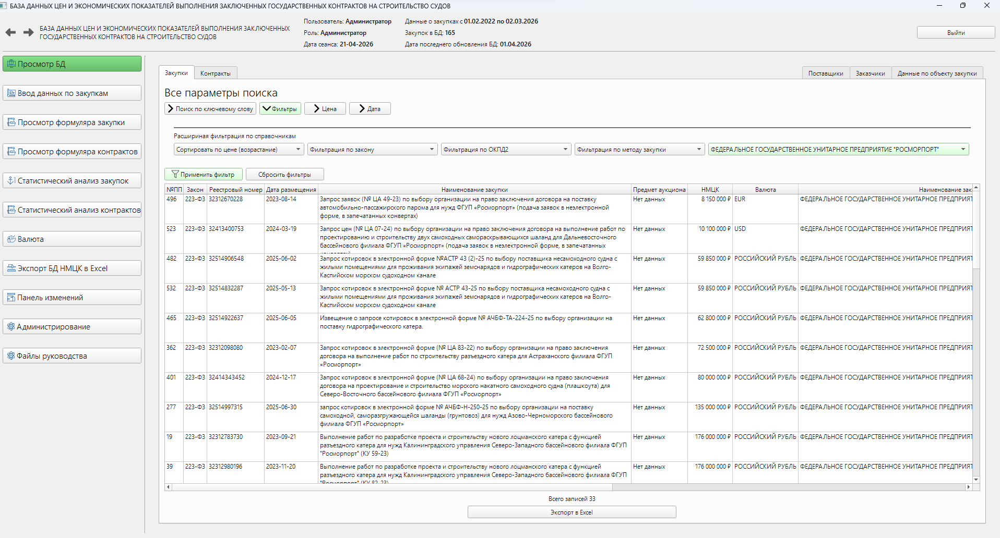 БАЗА ДАННЫХ ЦЕН И ЭКОНОМИЧЕСКИХ ПОКАЗАТЕЛЕЙ ВЫПОЛНЕНИЯ ЗАКЛЮЧЕННЫХ ГОСУДАРСТВЕННЫХ КОНТРАКТОВ НА СТРОИТЕЛЬСТВО СУДОВ
БАЗА ДАННЫХ ЦЕН И ЭКОНОМИЧЕСКИХ ПОКАЗАТЕЛЕЙ ВЫПОЛНЕНИЯ ЗАКЛЮЧЕННЫХ
ГОСУДАРСТВЕННЫХ КОНТРАКТОВ НА СТРОИТЕЛЬСТВО СУДОВ
Пользователь: Администратор
Роль: Администратор
Дата сеанса: 21-04-2026
Данные о закупках с 01.02.2022 по 02.03.2026
Закупок в БД: 165
Дата последнего обновления БД: 01.04.2026
Выйти
Просмотр БД
Ввод данных по закупкам
Просмотр формуляра закупки
Просмотр формуляра контрактов
Статистический анализ закупок
Статистический анализ контрактов
Валюта
Экспорт БД НМЦК в Excel
Панель изменений
Администрирование
Файлы руководства
Закупки
Контракты
Поставщики
Заказчики
Данные по объекту закупки
Все параметры поиска
Поиск по ключевому слову
Фильтры
Цена
Дата
Расшириная фильтрация по справочникам
Сортировать по цене (возрастание)
Фильтрация по закону
Фильтрация по ОКПД2
Фильтрация по методу закупки
ФЕДЕРАЛЬНОЕ ГОСУДАРСТВЕННОЕ УНИТАРНОЕ ПРЕДПРИЯТИЕ "РОСМОРПОРТ"
Применить фильтр
Сбросить фильтры
№ПП Закон Реестровый номер Дата размещения Наименование закупки Предмет аукциона НМЦК Валюта Наименование зак
496 223-ФЗ 32312670228 2023-08-14 Запрос заявок (№ ЦА 49-23) по выбору организации на право заключения договора на поставку Нет данных 8 150 000 ₽ EUR ФЕДЕРАЛЬНОЕ ГОСУДАРСТВЕННОЕ УНИТАРНОЕ ПРЕДПРИЯТ
автомобильно-пассажирского парома для нужд ФГУП «Росморпорт» (подача заявок в неэлектронной
форме, в запечатанных конвертах)
523 223-ФЗ 32413400753 2024-03-19 Запрос цен (№ ЦА 07-24) по выбору организации на право заключения договора на выполнение работ по Нет данных 10 100 000 ₽ USD ФЕДЕРАЛЬНОЕ ГОСУДАРСТВЕННОЕ УНИТАРНОЕ ПРЕДПРИЯТ
проектированию и строительству двух самоходных самораскрывающихся шаланд для Дальневосточного
бассейнового филиала ФГУП «Росморпорт» (подача заявок в неэлектронной форме, в запечатанных
482 223-ФЗ 32514906548 2025-06-02 Запрос котировок в электронной форме №АСТР 43 (2)-25 по выбору поставщика несамоходного судна с Нет данных 59 850 000 ₽ РОССИЙСКИЙ РУБЛЬ ФЕДЕРАЛЬНОЕ ГОСУДАРСТВЕННОЕ УНИТАРНОЕ ПРЕДПРИЯТ
жилыми помещениями для проживания экипажей земснарядов и гидрографических катеров на Волго-
Каспийском морском судоходном канале
532 223-ФЗ 32514832287 2025-05-13 Запрос котировок в электронной форме № АСТР 43-25 по выбору поставщика несамоходного судна с Нет данных 59 850 000 ₽ РОССИЙСКИЙ РУБЛЬ ФЕДЕРАЛЬНОЕ ГОСУДАРСТВЕННОЕ УНИТАРНОЕ ПРЕДПРИЯТ
жилыми помещениями для проживания экипажей земснарядов и гидрографических катеров на Волго-
Каспийском морском судоходном канале
465 223-ФЗ 32514922637 2025-06-05 Извещение о запросе котировок в электронной форме № АЧБФ-ТА-224-25 по выбору организации на Нет данных 62 800 000 ₽ РОССИЙСКИЙ РУБЛЬ ФЕДЕРАЛЬНОЕ ГОСУДАРСТВЕННОЕ УНИТАРНОЕ ПРЕДПРИЯТ
поставку гидрографического катера.
362 223-ФЗ 32312098080 2023-02-07 Запрос котировок в электронной форме (№ ЦА 83-22) по выбору организации на право заключения Нет данных 72 500 000 ₽ РОССИЙСКИЙ РУБЛЬ ФЕДЕРАЛЬНОЕ ГОСУДАРСТВЕННОЕ УНИТАРНОЕ ПРЕДПРИЯТ
договора на выполнение работ по строительству разъездного катера для Астраханского филиала ФГУП
«Росморпорт»
401 223-ФЗ 32414343452 2024-12-17 Запрос котировок в электронной форме (№ ЦА 68-24) по выбору организации на право заключения Нет данных 80 000 000 ₽ РОССИЙСКИЙ РУБЛЬ ФЕДЕРАЛЬНОЕ ГОСУДАРСТВЕННОЕ УНИТАРНОЕ ПРЕДПРИЯТ
договора на проектирование и строительство морского накатного самоходного судна (плашкоута) для
Северо-Восточного бассейнового филиала ФГУП «Росморпорт»
277 223-ФЗ 32514997315 2025-06-30 запрос котировок в электронной форме № АЧБФ-Н-250-25 по выбору организации на поставку Нет данных 135 000 000 ₽ РОССИЙСКИЙ РУБЛЬ ФЕДЕРАЛЬНОЕ ГОСУДАРСТВЕННОЕ УНИТАРНОЕ ПРЕДПРИЯТ
самоходной, саморазгружающейся шаланды (грунтовоз) для нужд Азово-Черноморского бассейнового
филиала ФГУП «Росморпорт»
19 223-ФЗ 32312783730 2023-09-21 Выполнение работ по разработке проекта и строительству нового лоцманского катера с функцией Нет данных 176 000 000 ₽ РОССИЙСКИЙ РУБЛЬ ФЕДЕРАЛЬНОЕ ГОСУДАРСТВЕННОЕ УНИТАРНОЕ ПРЕДПРИЯТ
разъездного катера для нужд Калининградского управления Северо-Западного бассейнового филиала ФГУП
"Росморпорт" (КУ 59-23)
39 223-ФЗ 32312980196 2023-11-20 Выполнение работ по разработке проекта и строительству нового лоцманского катера с функцией Нет данных 176 000 000 ₽ РОССИЙСКИЙ РУБЛЬ ФЕДЕРАЛЬНОЕ ГОСУДАРСТВЕННОЕ УНИТАРНОЕ ПРЕДПРИЯТ
разъездного катера для нужд Калининградского управления Северо-Западного бассейнового филиала ФГУП
"Росморпорт" (КУ 82-23)
Всего записей 33
Экспорт в Excel